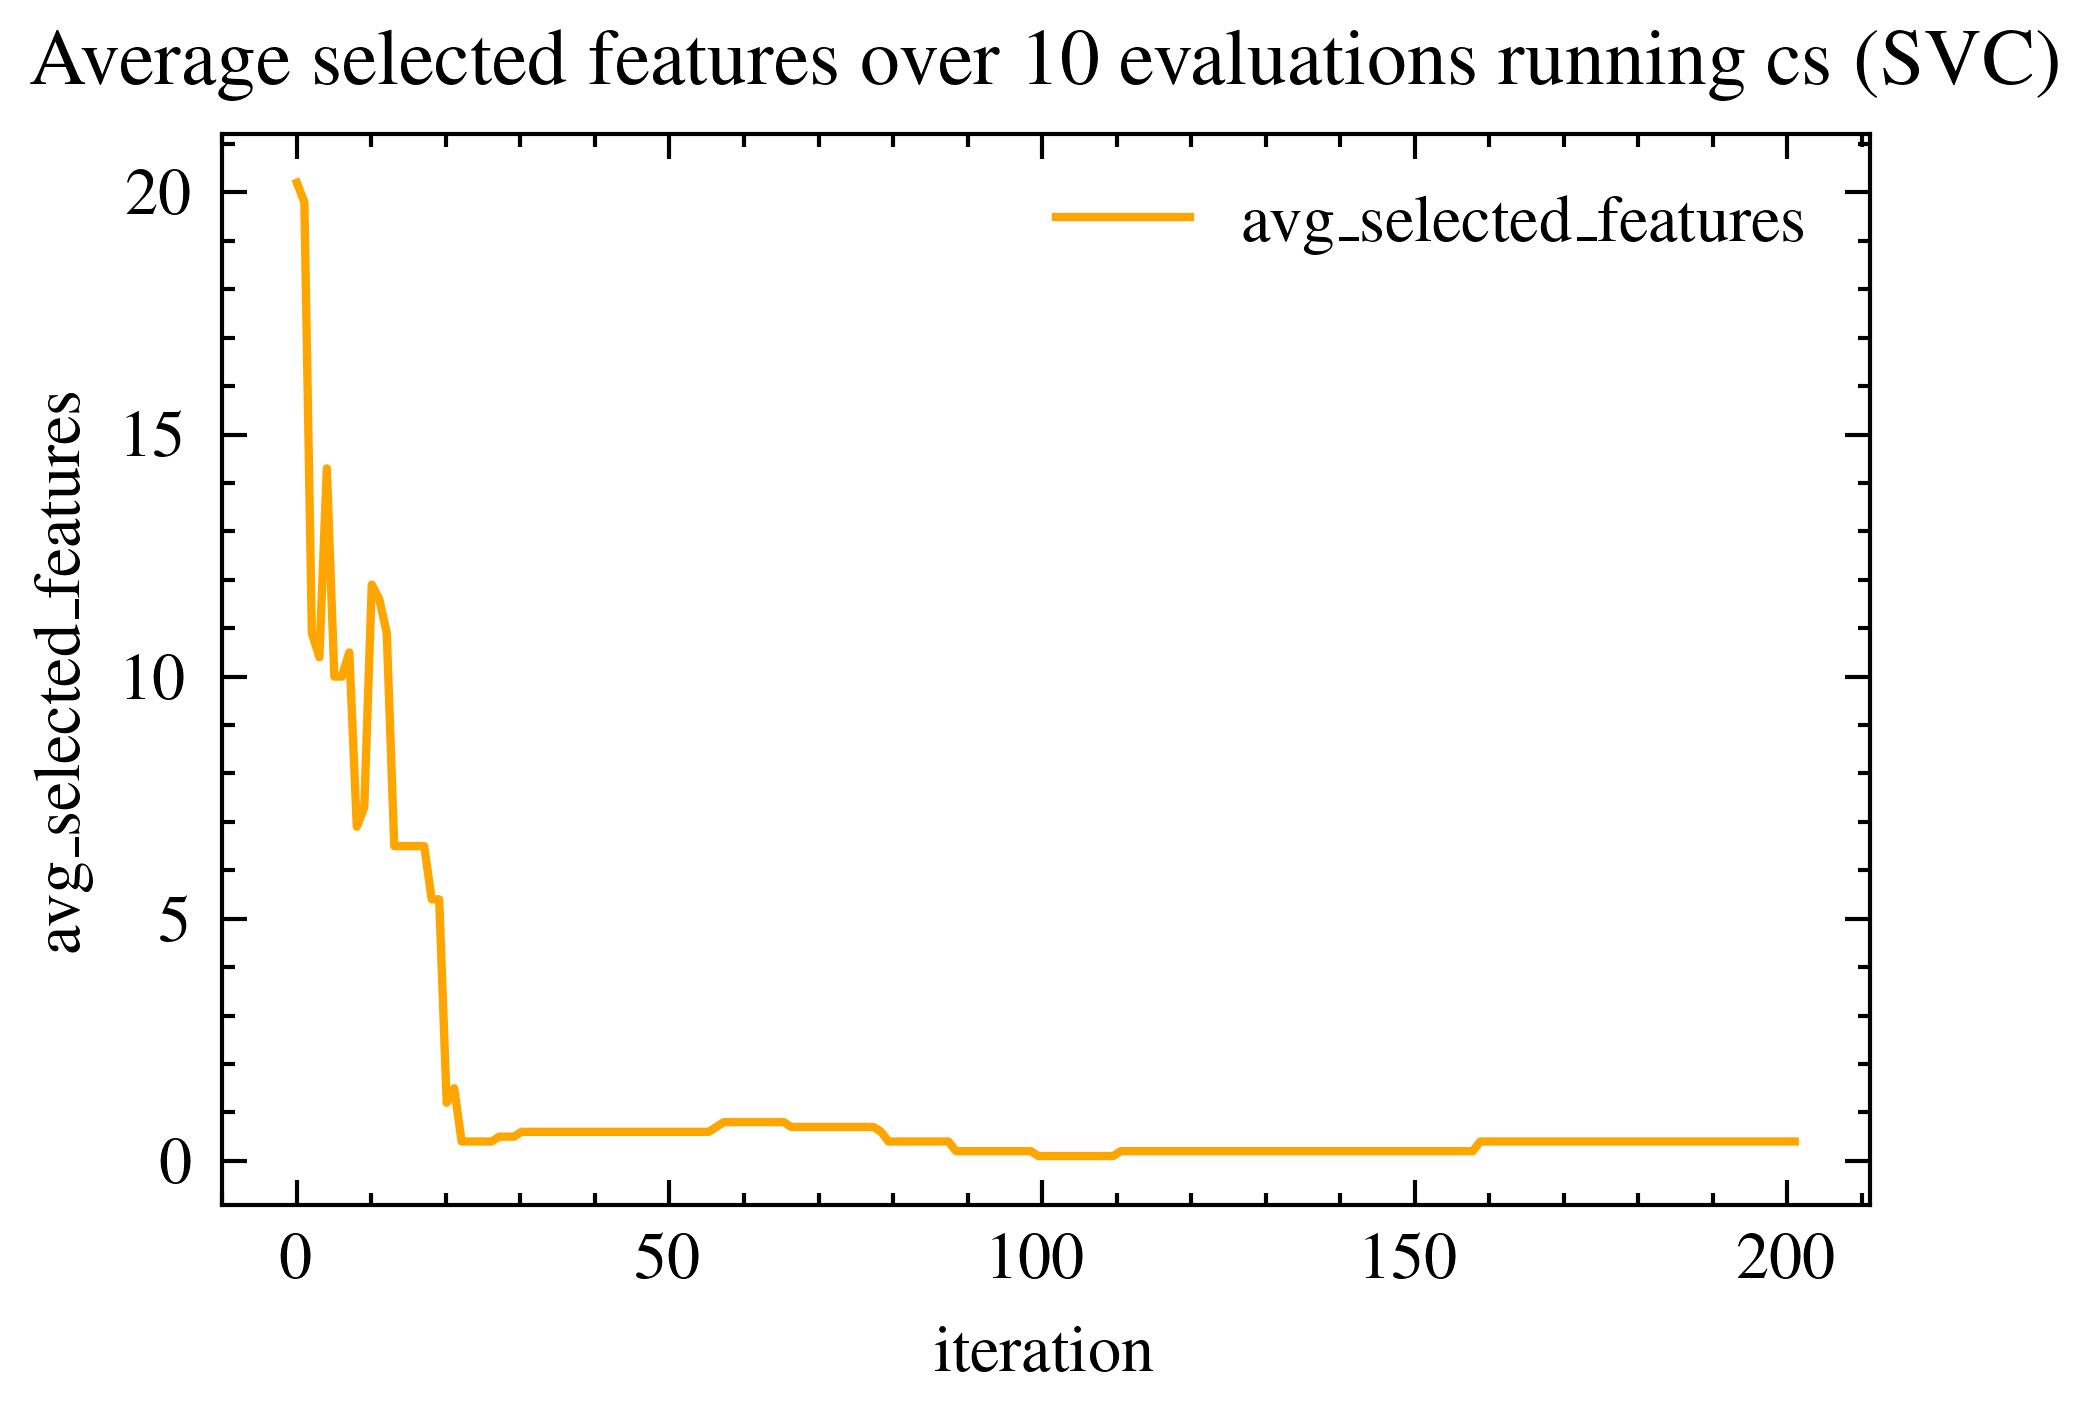 Average selected features over 10 evaluations running cs (SVC)
avg_selected_features
20
15
10
5
0
avg_selected_features
0 50 100 150 200
iteration